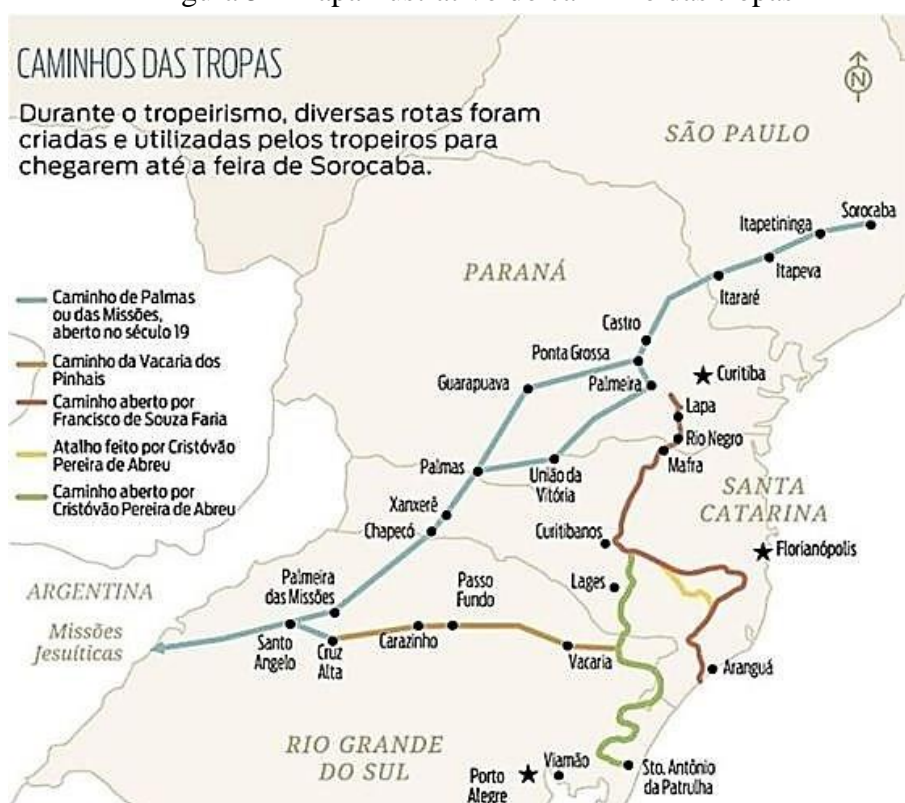 CAMINHOS DAS TROPAS
Durante o tropeirismo, diversas rotas foram
criadas e utilizadas pelos tropeiros para
chegarem até a feira de Sorocaba.
N
SÃO PAULO
Sorocaba
Itapetininga
Itapeva
Itararé
PARANÁ
Castro
Ponta Grossa
Curitiba
Guarapuava
Palmeira
Lapa
Rio Negro
Mafra
Palmas
União da
Vitória
Caminho de Palmas
ou das Missões,
aberto no século 19
Caminho da Vacaria dos
Pinhais
Caminho aberto por
Francisco de Souza Faria
Atalho feito por Cristóvão
Pereira de Abreu
Caminho aberto por
Cristóvão Pereira de Abreu
SANTA
CATARINA
Xanxerê
Chapecó
Curitibanos
Florianópolis
ARGENTINA
Missões
Jesuíticas
Palmeira
das Missões
Passo
Fundo
Lages
Santo
Angelo
Cruz
Alta
Carazinho
Vacaria
Aranguá
RIO GRANDE
DO SUL
Porto
Alegre
Viamão
Sto. Antônio
da Patrulha